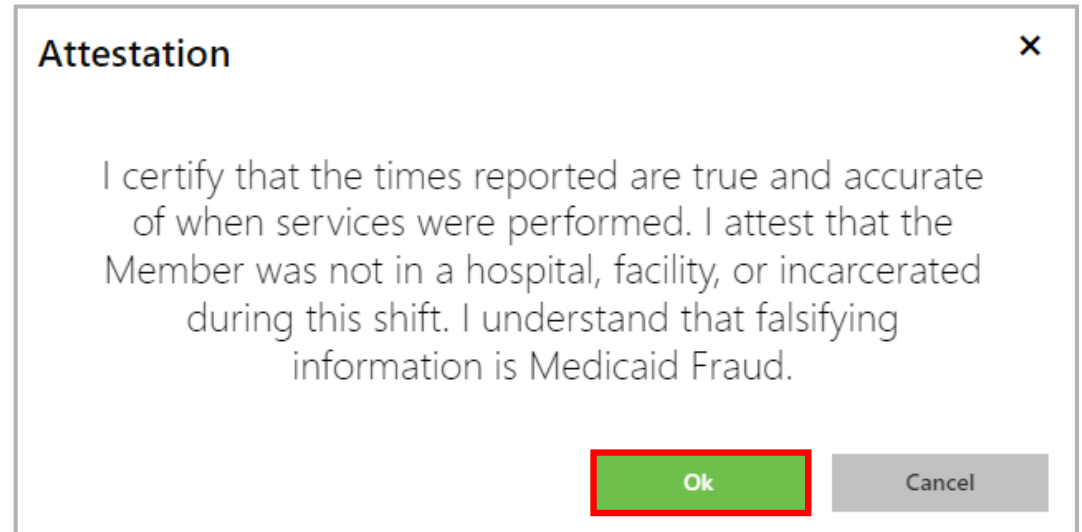 Attestation
×
I certify that the times reported are true and accurate
of when services were performed. I attest that the
Member was not in a hospital, facility, or incarcerated
during this shift. I understand that falsifying
information is Medicaid Fraud.
Ok
Cancel